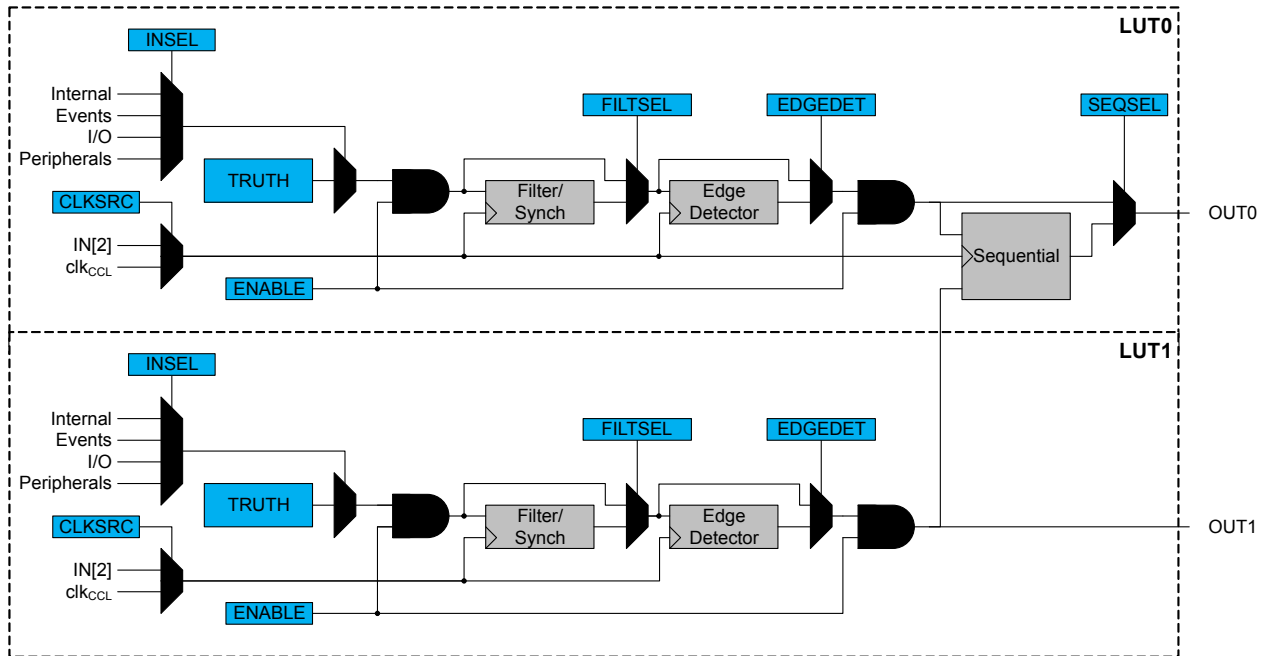 LUT0
INSEL
Internal
Events
I/O
Peripherals
FILTSEL
EDGEDET
SEQSEL
TRUTH
Filter/
Synch
Edge
Detector
CLKSRC
IN[2]
clkCCL
OUT0
Sequential
ENABLE
LUT1
INSEL
Internal
Events
I/O
Peripherals
FILTSEL
EDGEDET
TRUTH
Filter/
Synch
Edge
Detector
CLKSRC
OUT1
IN[2]
clkCCL
ENABLE